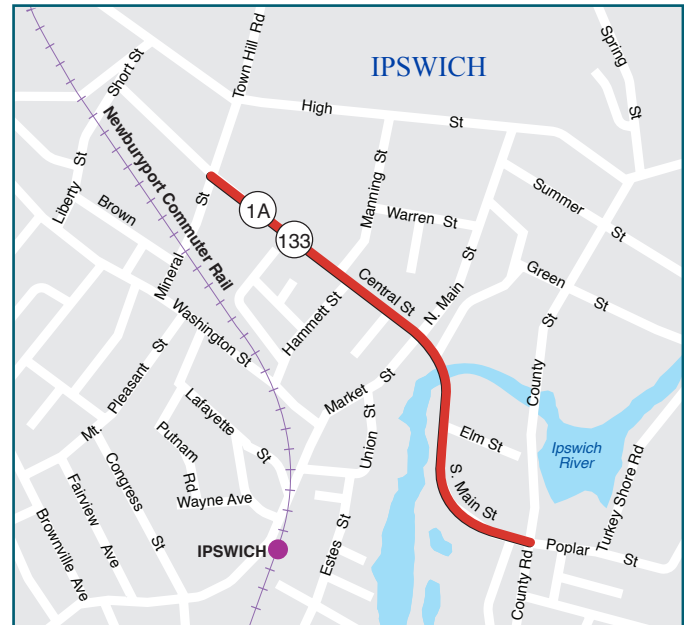 Short St
Town Hill Rd
IPSWICH
Spring
St
High
St
Newburyport Commuter Rail
Liberty St
Brown
St
1A
133
Manning St
Warren St
Summer
St
Mineral
Washington St
Hammett St
Central St
N. Main
St
Green
St
County
St
Mt. Pleasant St
Lafayette
St
Market St
Union St
Elm St
Ipswich
River
Turkey Shore Rd
Putnam
Rd
Wayne Ave
Congress
St
Fairview
Ave
Brownville Ave
IPSWICH
Estes St
S. Main St
County Rd
Poplar
St